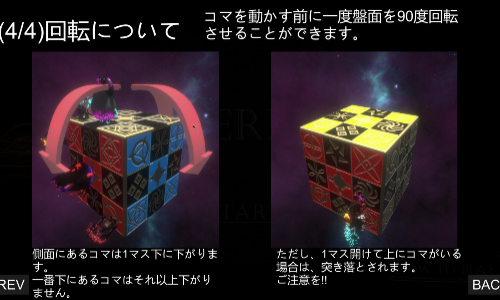 (4/4)回転について
コマを動かす前に一度盤面を90度回転
させることができます。
側面にあるコマは1マス下に下がりま
す。
一番下にあるコマはそれ以上下がり
ません。
ただし、1マス開けて上にコマがいる
場合は、突き落とされます。
ご注意を!!
REV
BAC